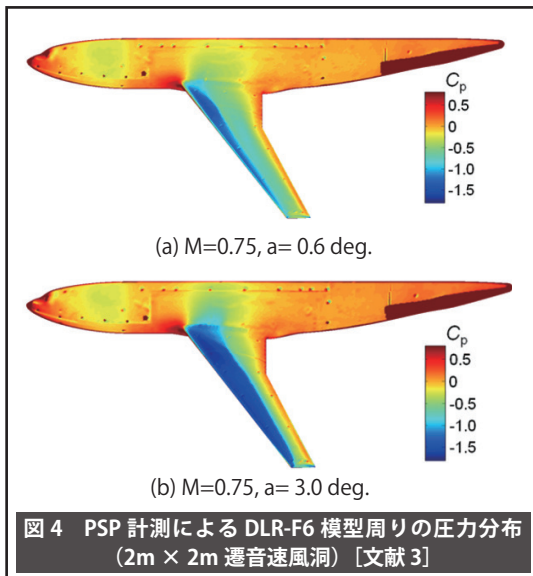 Cp
0.5
0
-0.5
-1.0
-1.5
(a) M=0.75, a= 0.6 deg.
Cp
0.5
0
-0.5
-1.0
-1.5
(b) M=0.75, a= 3.0 deg.
図 4 PSP 計測による DLR-F6 模型周りの圧力分布
（2m × 2m 遷音速風洞）［文献 3］